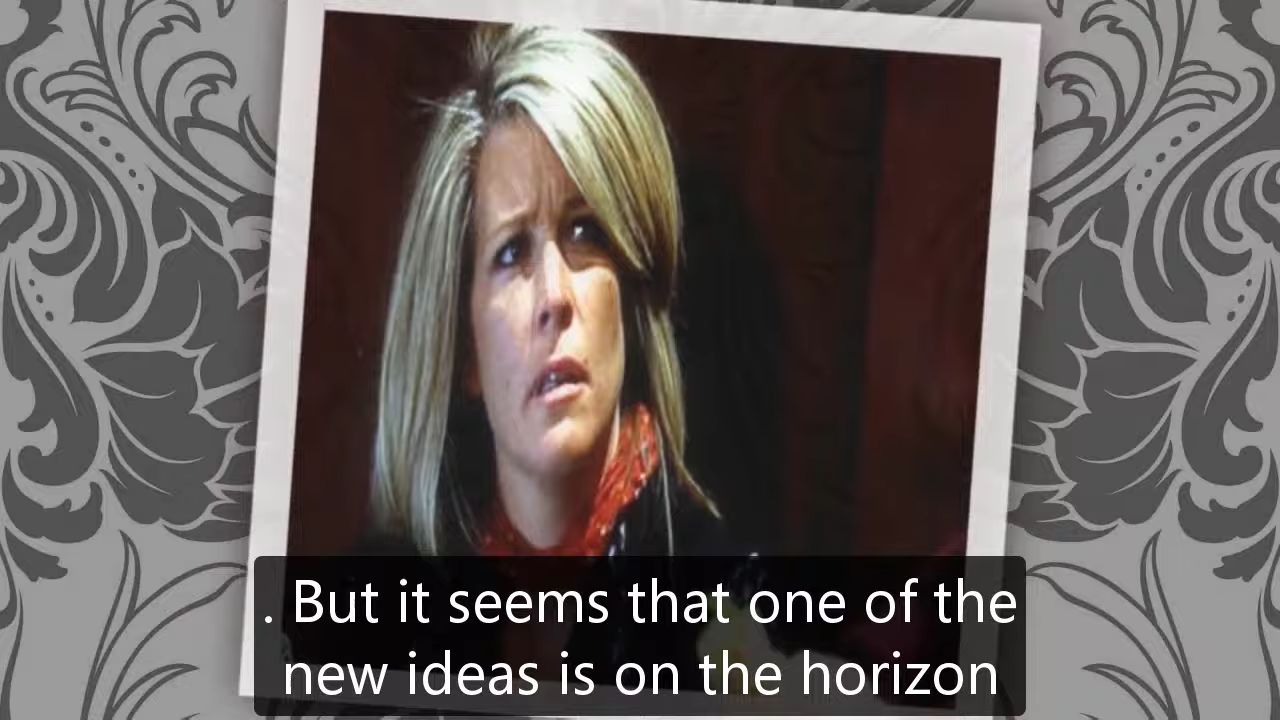 . But it seems that one of the
new ideas is on the horizon